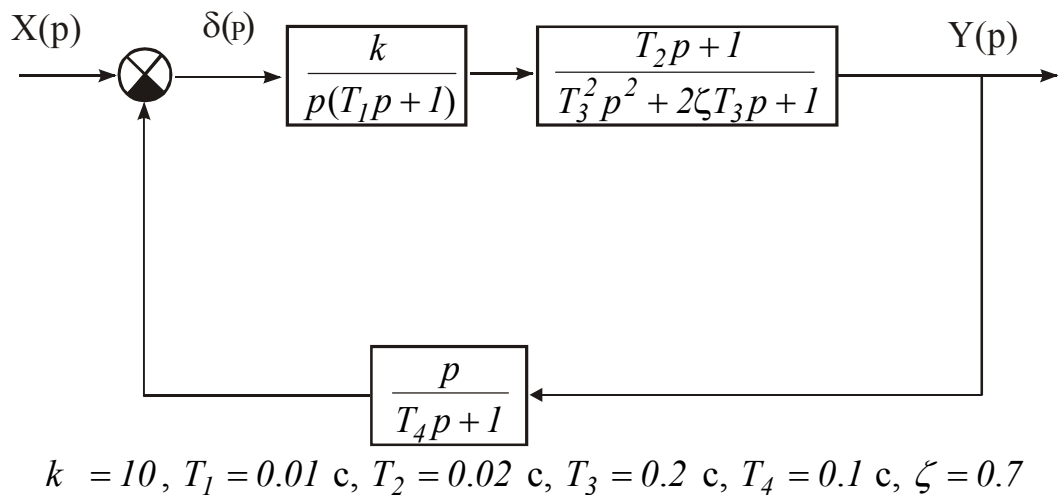 X(p) δ(p) Y(p)
k
p(T₁p+1)
T₂p+1
T₃²p²+2ζT₃p+1
p
T₄p+1
k =10, T₁=0.01 c, T₂=0.02 c, T₃=0.2 c, T₄=0.1 c, ζ=0.7